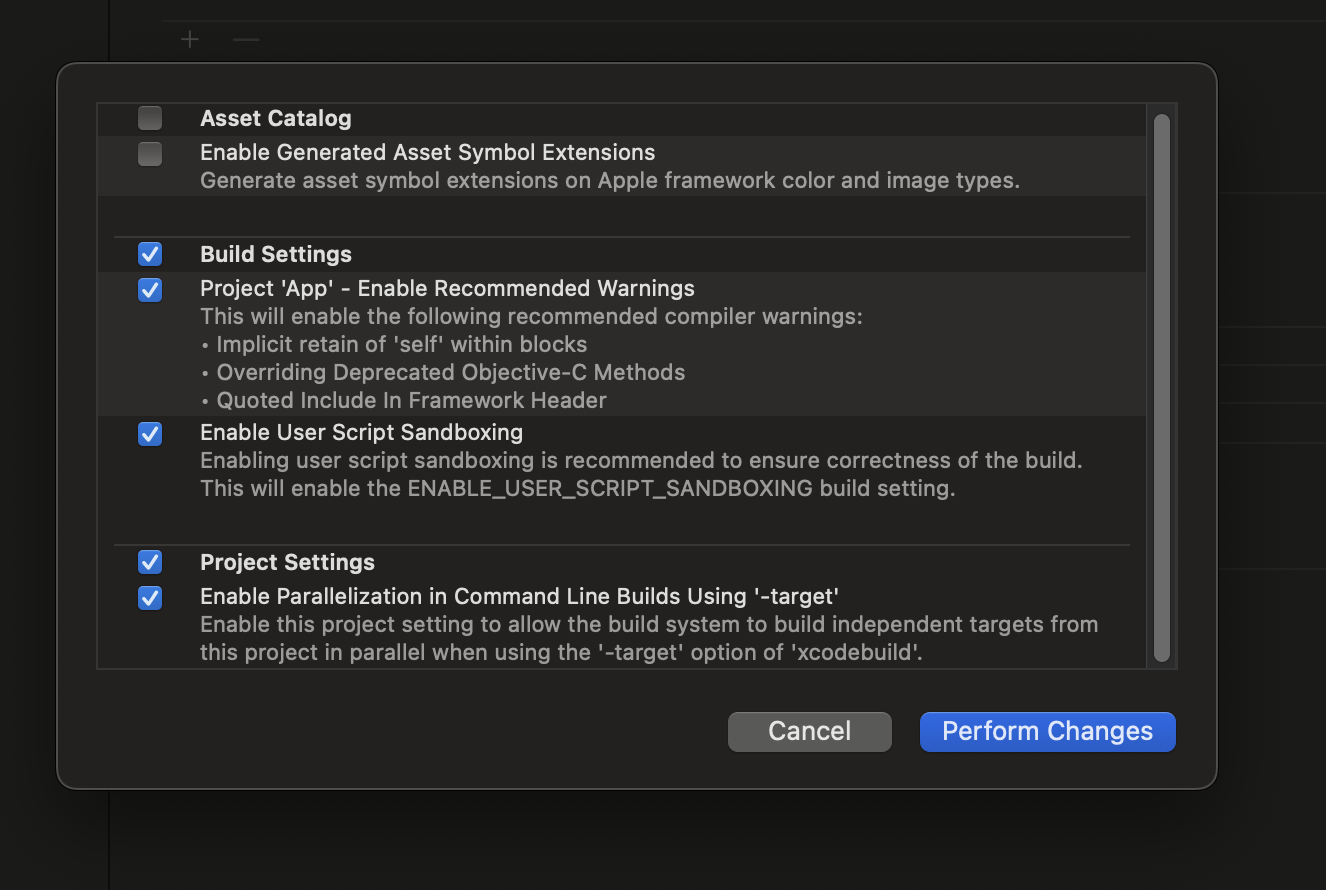 Asset Catalog
Enable Generated Asset Symbol Extensions
Generate asset symbol extensions on Apple framework color and image types.
Build Settings
Project 'App' - Enable Recommended Warnings
This will enable the following recommended compiler warnings:
• Implicit retain of 'self' within blocks
• Overriding Deprecated Objective-C Methods
• Quoted Include In Framework Header
Enable User Script Sandboxing
Enabling user script sandboxing is recommended to ensure correctness of the build.
This will enable the ENABLE_USER_SCRIPT_SANDBOXING build setting.
Project Settings
Enable Parallelization in Command Line Builds Using '-target'
Enable this project setting to allow the build system to build independent targets from
this project in parallel when using the '-target' option of 'xcodebuild'.
Cancel
Perform Changes